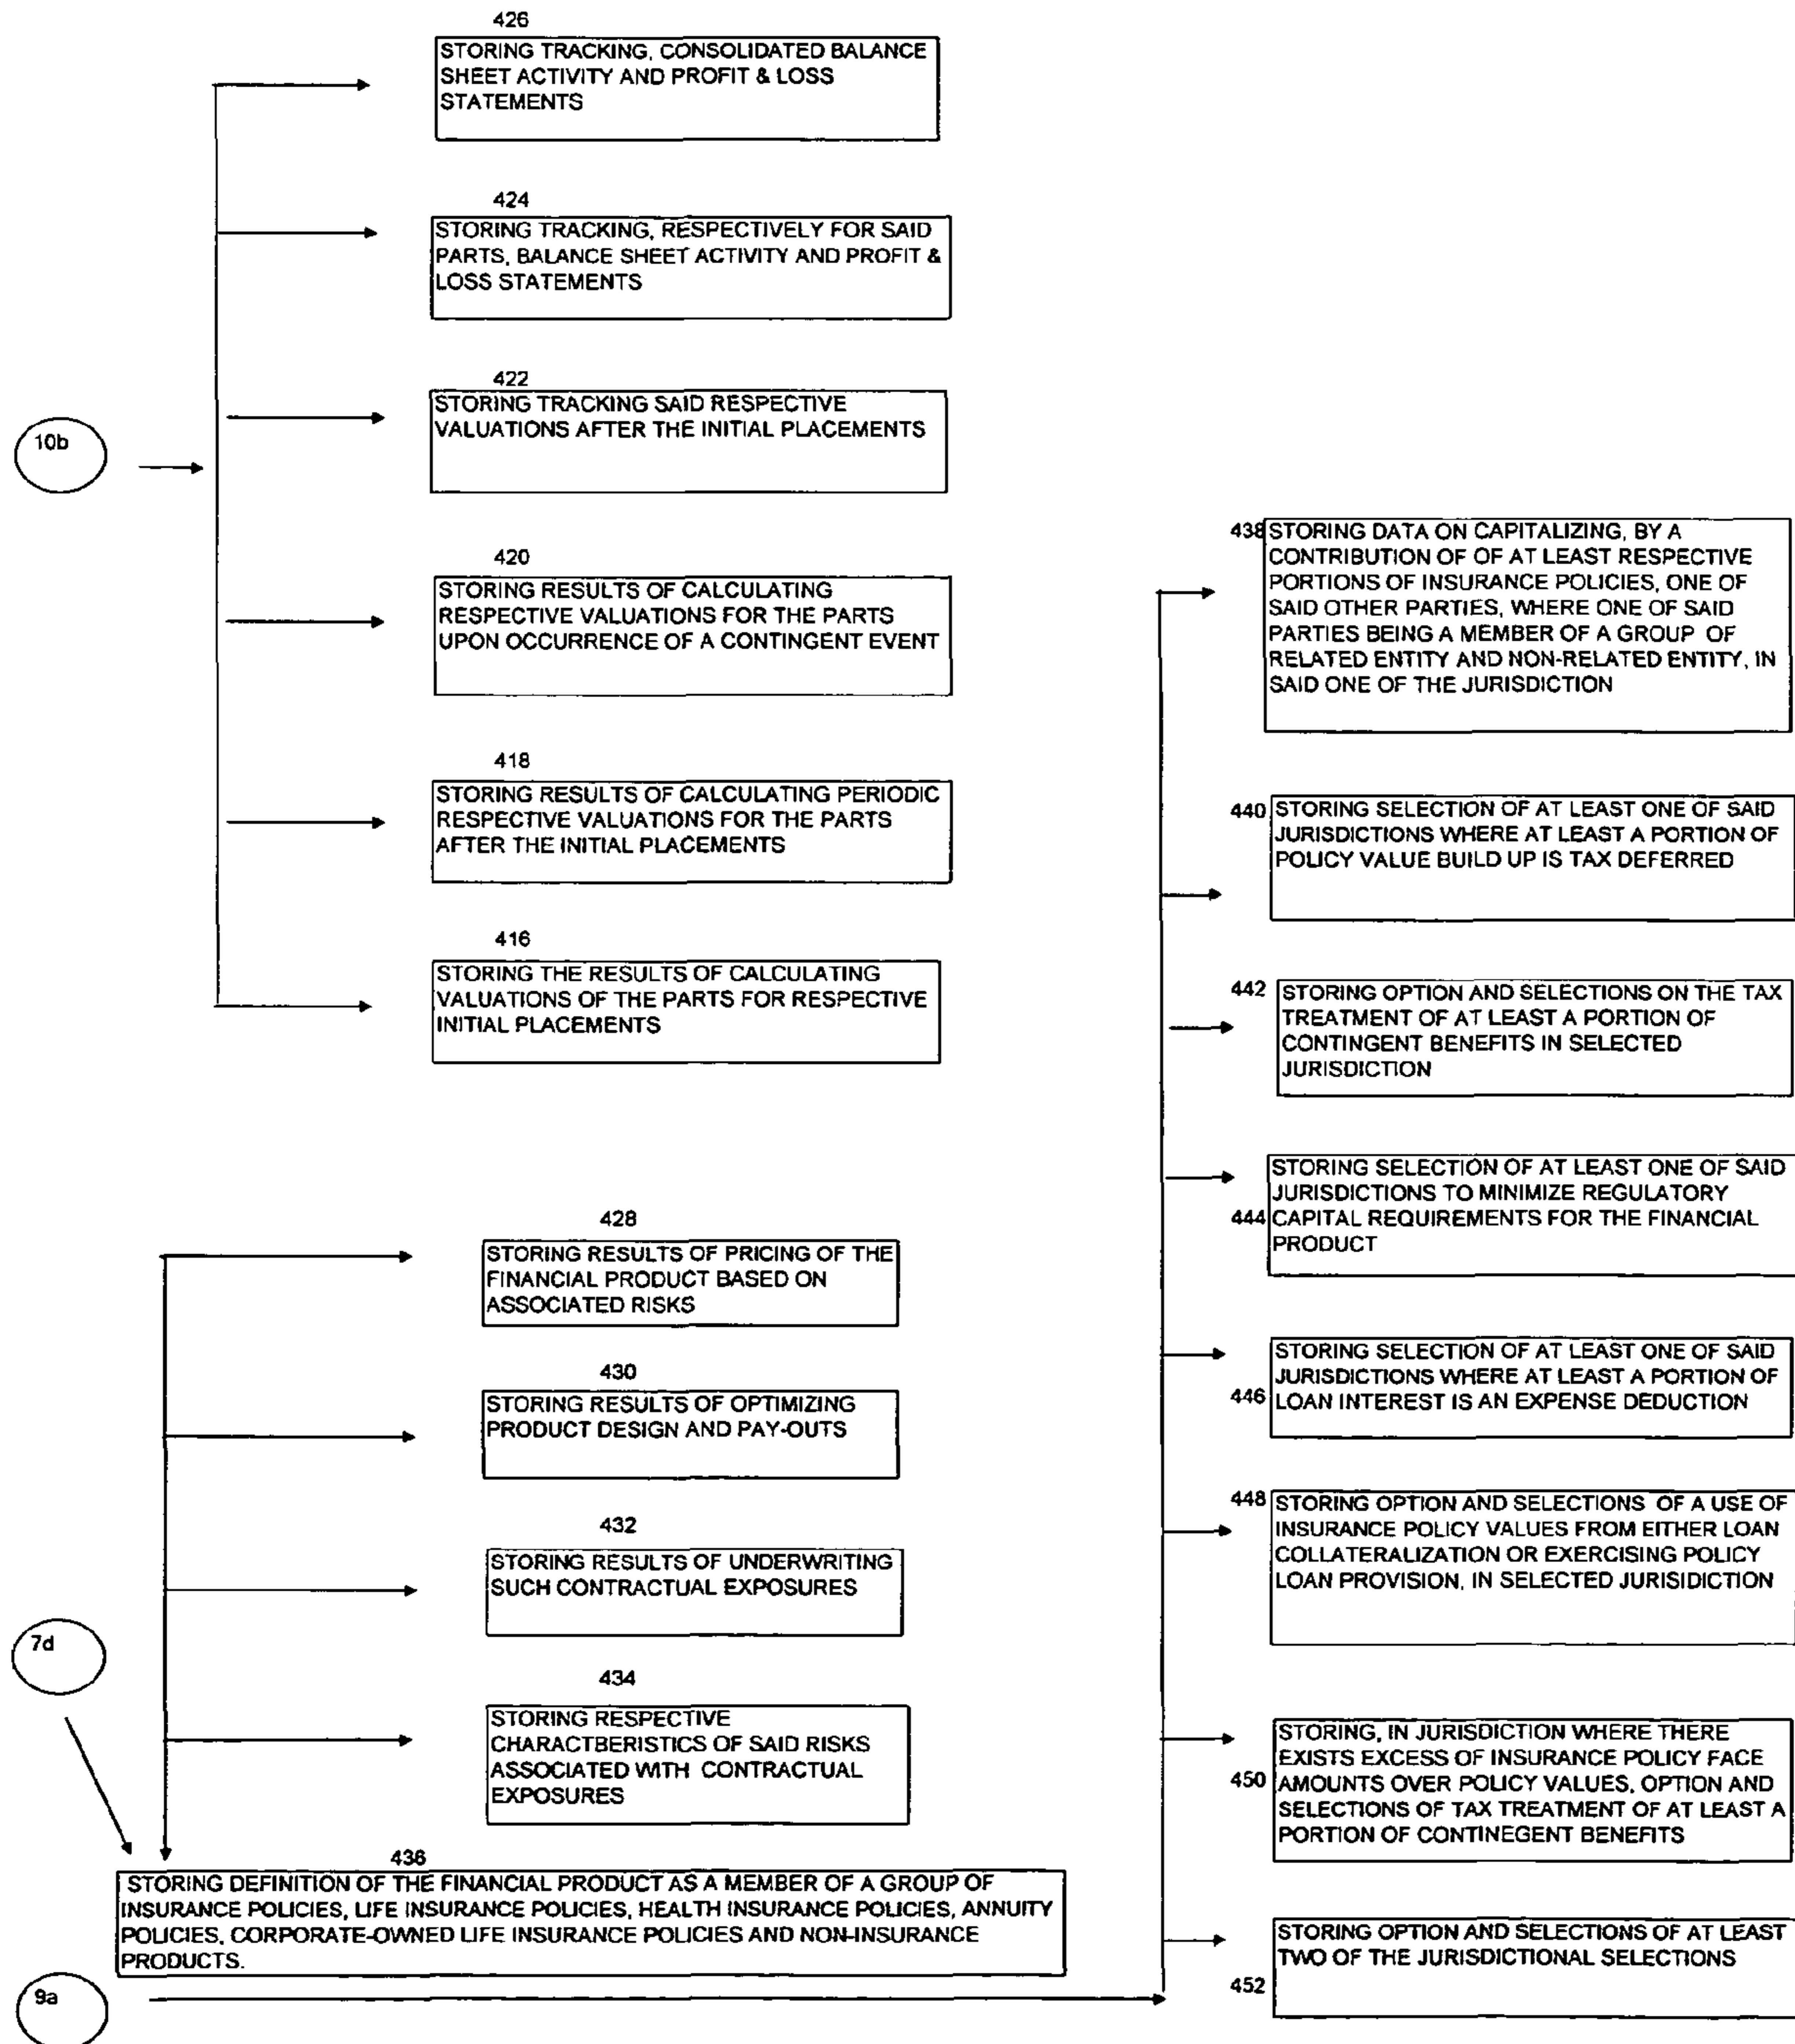 426
STORING TRACKING, CONSOLIDATED BALANCE
SHEET ACTIVITY AND PROFIT & LOSS
STATEMENTS
424
STORING TRACKING, RESPECTIVELY FOR SAID
PARTS, BALANCE SHEET ACTIVITY AND PROFIT &
LOSS STATEMENTS
422
STORING TRACKING SAID RESPECTIVE
VALUATIONS AFTER THE INITIAL PLACEMENTS
10b
420
STORING RESULTS OF CALCULATING
RESPECTIVE VALUATIONS FOR THE PARTS
UPON OCCURRENCE OF A CONTINGENT EVENT
418
STORING RESULTS OF CALCULATING PERIODIC
RESPECTIVE VALUATIONS FOR THE PARTS
AFTER THE INITIAL PLACEMENTS
416
STORING THE RESULTS OF CALCULATING
VALUATIONS OF THE PARTS FOR RESPECTIVE
INITIAL PLACEMENTS
428
STORING RESULTS OF PRICING OF THE
FINANCIAL PRODUCT BASED ON
ASSOCIATED RISKS
430
STORING RESULTS OF OPTIMIZING
PRODUCT DESIGN AND PAY-OUTS
432
STORING RESULTS OF UNDERWRITING
SUCH CONTRACTUAL EXPOSURES
7d
434
STORING RESPECTIVE
CHARACTBERISTICS OF SAID RISKS
ASSOCIATED WITH CONTRACTUAL
EXPOSURES
436
STORING DEFINITION OF THE FINANCIAL PRODUCT AS A MEMBER OF A GROUP OF
INSURANCE POLICIES, LIFE INSURANCE POLICIES, HEALTH INSURANCE POLICIES, ANNUITY
POLICIES, CORPORATE-OWNED LIFE INSURANCE POLICIES AND NON-INSURANCE
PRODUCTS.
9a
438
STORING DATA ON CAPITALIZING, BY A
CONTRIBUTION OF OF AT LEAST RESPECTIVE
PORTIONS OF INSURANCE POLICIES, ONE OF
SAID OTHER PARTIES, WHERE ONE OF SAID
PARTIES BEING A MEMBER OF A GROUP OF
RELATED ENTITY AND NON-RELATED ENTITY, IN
SAID ONE OF THE JURISDICTION
440
STORING SELECTION OF AT LEAST ONE OF SAID
JURISDICTIONS WHERE AT LEAST A PORTION OF
POLICY VALUE BUILD UP IS TAX DEFERRED
442
STORING OPTION AND SELECTIONS ON THE TAX
TREATMENT OF AT LEAST A PORTION OF
CONTINGENT BENEFITS IN SELECTED
JURISDICTION
444
STORING SELECTION OF AT LEAST ONE OF SAID
JURISDICTIONS TO MINIMIZE REGULATORY
CAPITAL REQUIREMENTS FOR THE FINANCIAL
PRODUCT
446
STORING SELECTION OF AT LEAST ONE OF SAID
JURISDICTIONS WHERE AT LEAST A PORTION OF
LOAN INTEREST IS AN EXPENSE DEDUCTION
448
STORING OPTION AND SELECTIONS OF A USE OF
INSURANCE POLICY VALUES FROM EITHER LOAN
COLLATERALIZATION OR EXERCISING POLICY
LOAN PROVISION, IN SELECTED JURISIDICTION
450
STORING, IN JURISDICTION WHERE THERE
EXISTS EXCESS OF INSURANCE POLICY FACE
AMOUNTS OVER POLICY VALUES, OPTION AND
SELECTIONS OF TAX TREATMENT OF AT LEAST A
PORTION OF CONTINEGENT BENEFITS
452
STORING OPTION AND SELECTIONS OF AT LEAST
TWO OF THE JURISDICTIONAL SELECTIONS